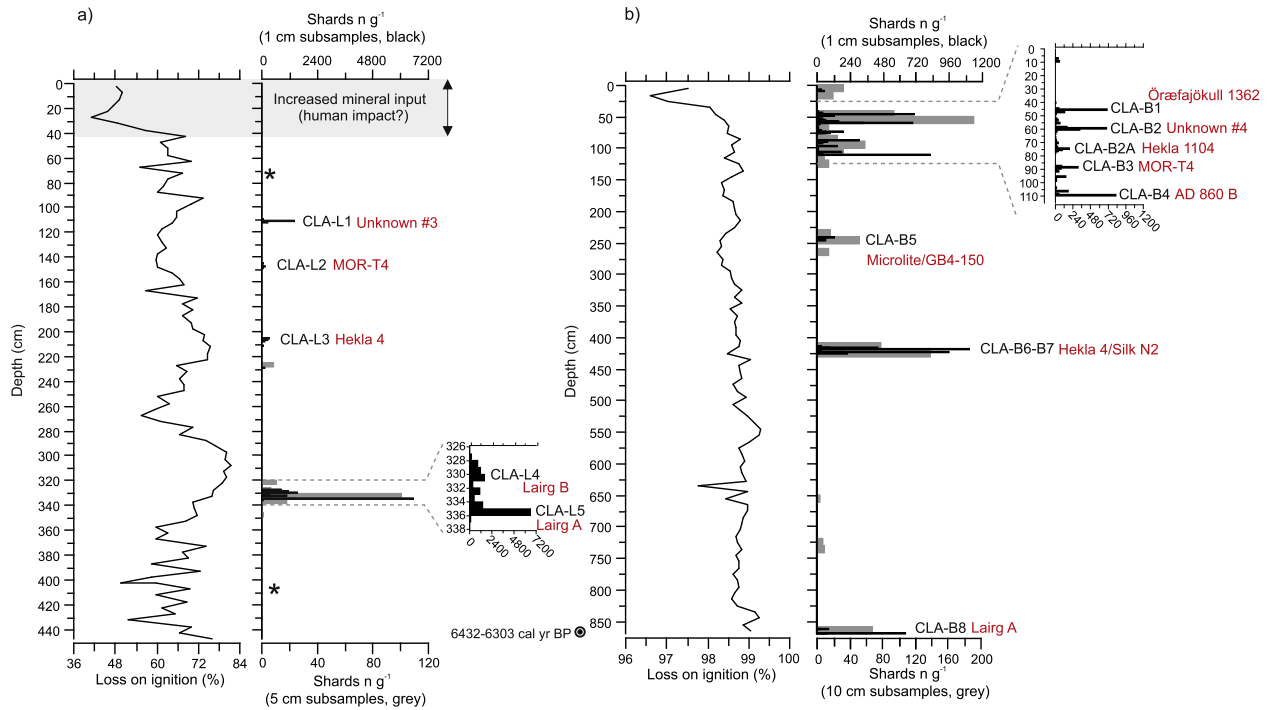 a)
Shards n g-1
(1 cm subsamples, black)
0 2400 4800 7200
0
20
40
60
80
100
120
140
160
180
200
220
240
260
280
300
320
340
360
380
400
420
440
Depth (cm)
36 48 60 72 84
Loss on ignition (%)
Increased mineral input
(human impact?)
*
CLA-L1 Unknown #3
CLA-L2 MOR-T4
CLA-L3 Hekla 4
326
328
330
332
334
336
338
CLA-L4
Lairg B
CLA-L5
Lairg A
0 2400 4800 7200
*
6432-6303 cal yr BP
0 40 80 120
Shards n g-1
(5 cm subsamples, grey)
b)
Shards n g-1
(1 cm subsamples, black)
0 240 480 720 960 1200
0
50
100
150
200
250
300
350
400
450
500
550
600
650
700
750
800
850
Depth (cm)
96 97 98 99 100
Loss on ignition (%)
0
10
20
30
40
50
60
70
80
90
100
110
Öræfajökull 1362
CLA-B1
CLA-B2 Unknown #4
CLA-B2A Hekla 1104
CLA-B3 MOR-T4
CLA-B4 AD 860 B
0 240 480 720 960 1200
CLA-B5
Microlite/GB4-150
CLA-B6-B7 Hekla 4/Silk N2
CLA-B8 Lairg A
0 40 80 120 160 200
Shards n g-1
(10 cm subsamples, grey)